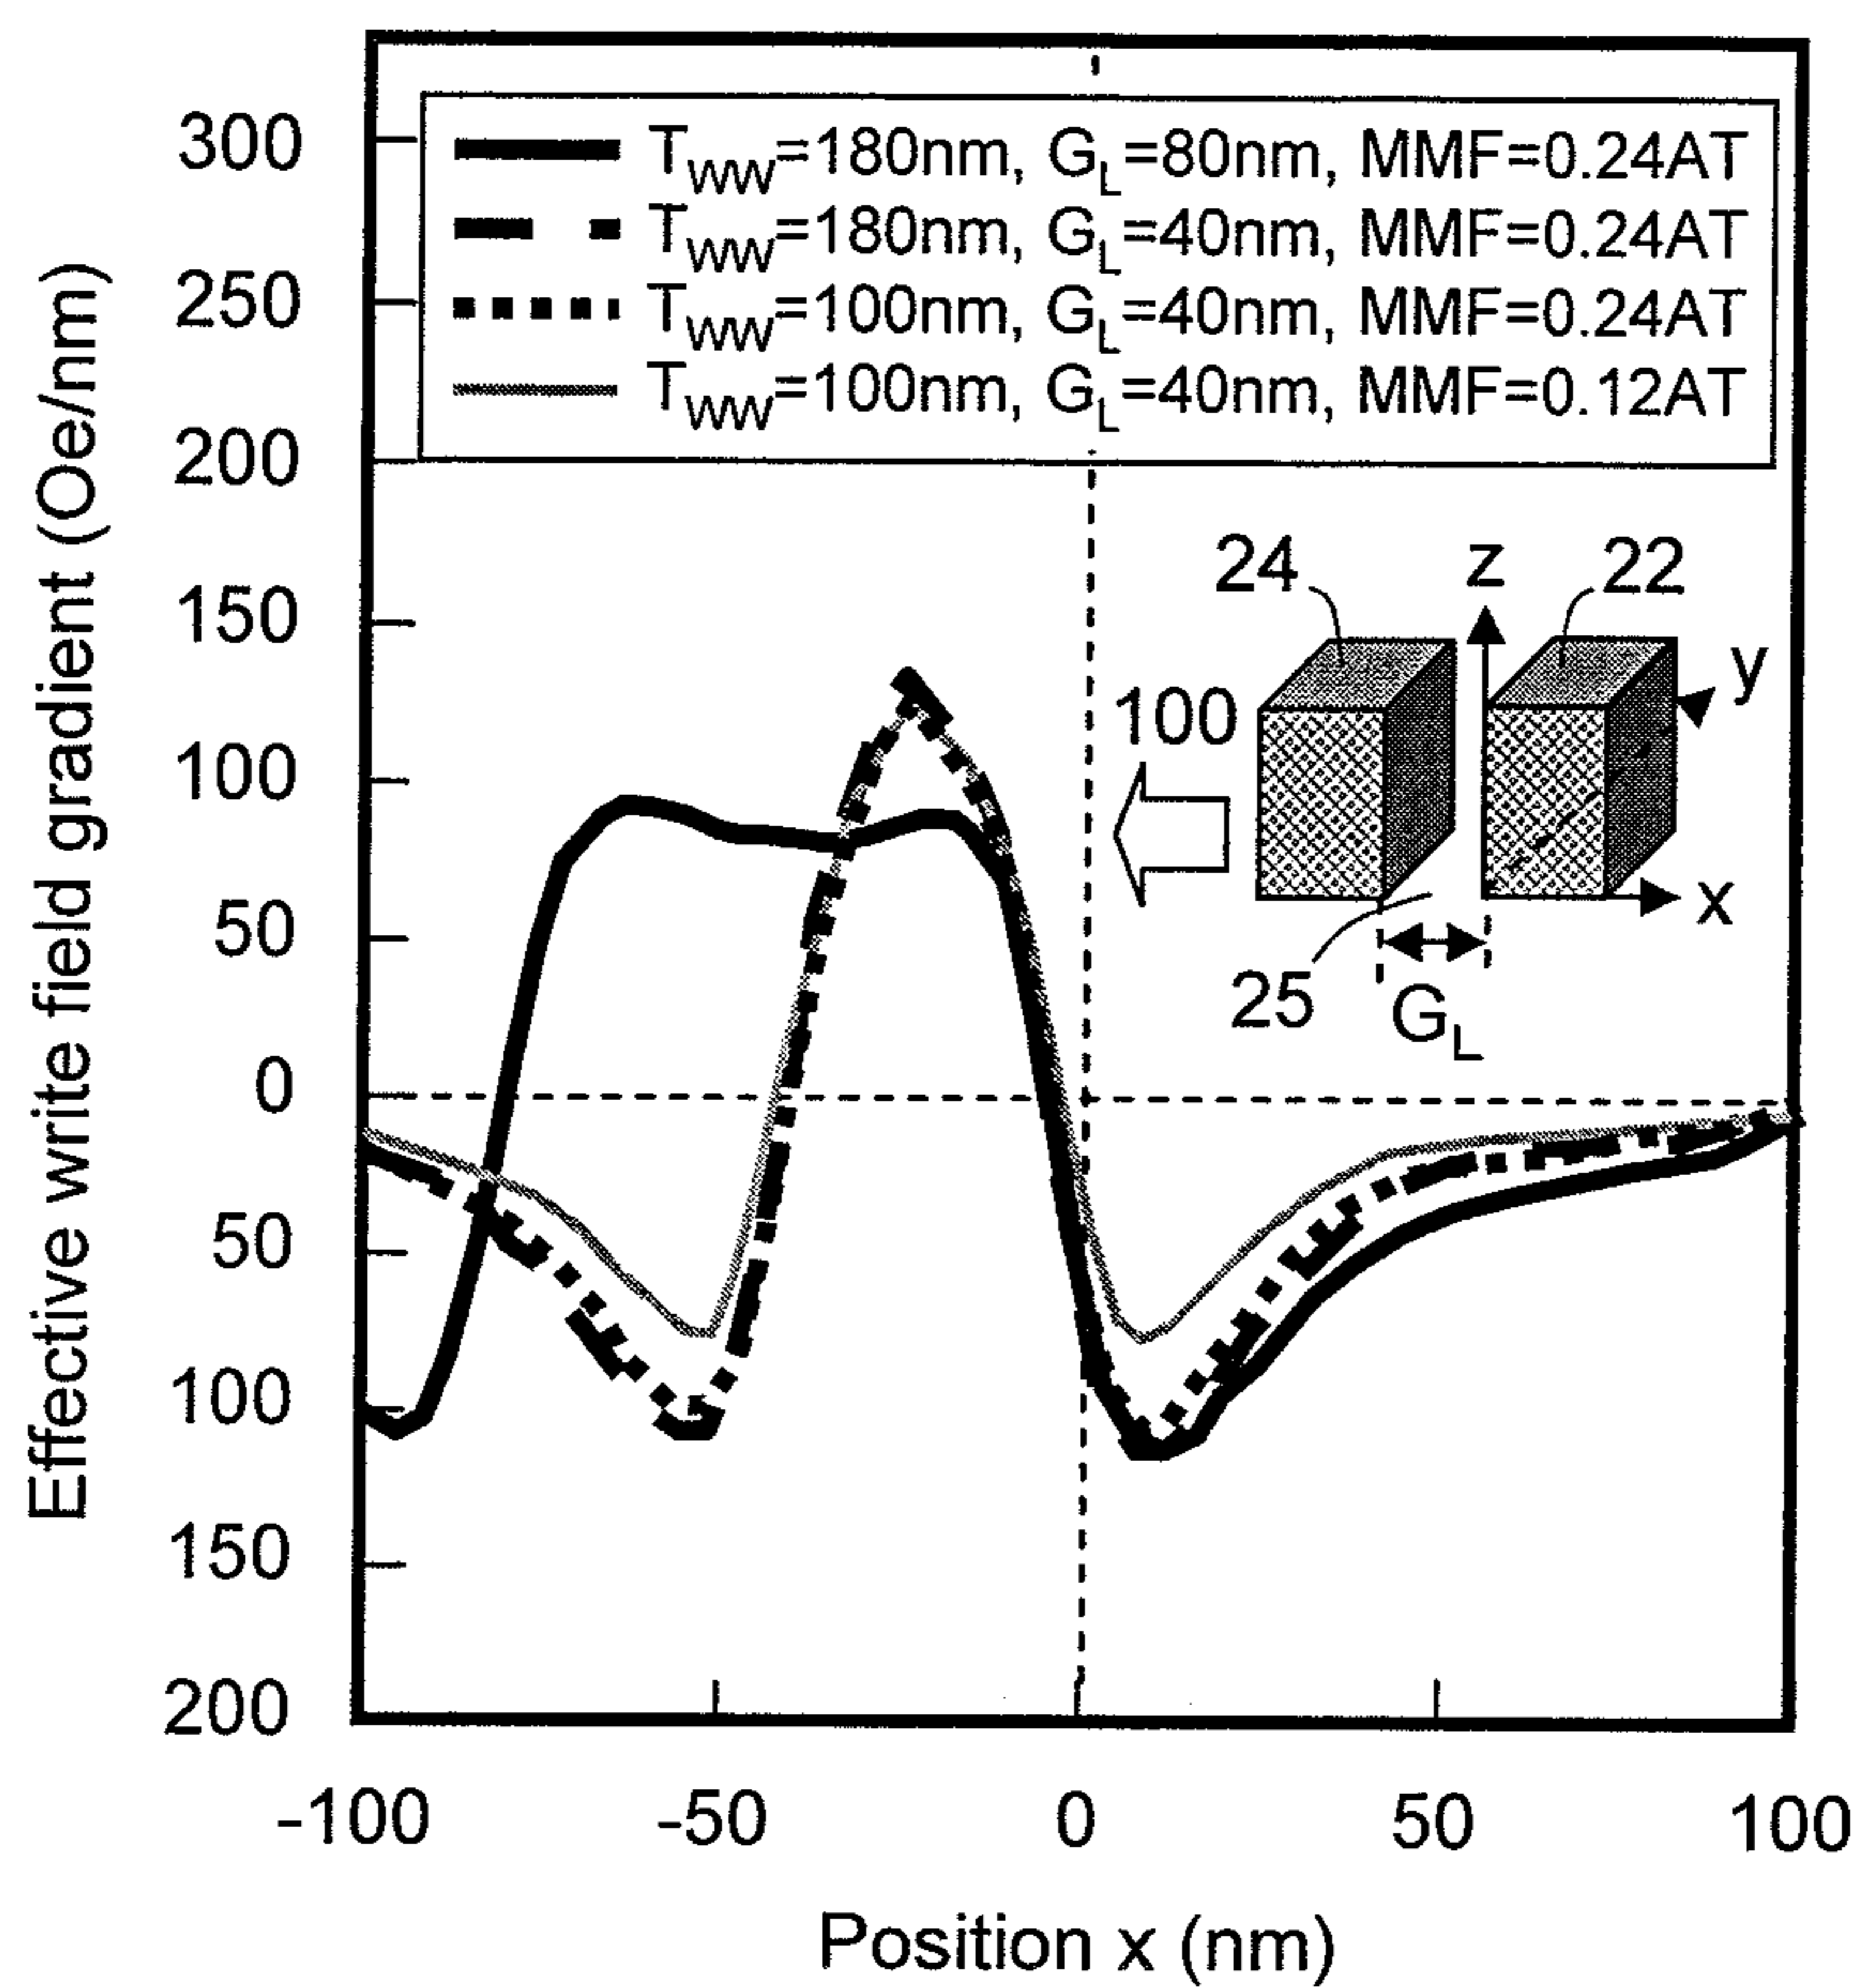 Effective write field gradient (Oe/nm)
300
250
200
150
100
50
0
50
100
150
200
T_WW=180nm, G_L=80nm, MMF=0.24AT
T_WW=180nm, G_L=40nm, MMF=0.24AT
T_WW=100nm, G_L=40nm, MMF=0.24AT
T_WW=100nm, G_L=40nm, MMF=0.12AT
24
z
22
y
100
x
25
G_L
-100
-50
0
50
100
Position x (nm)